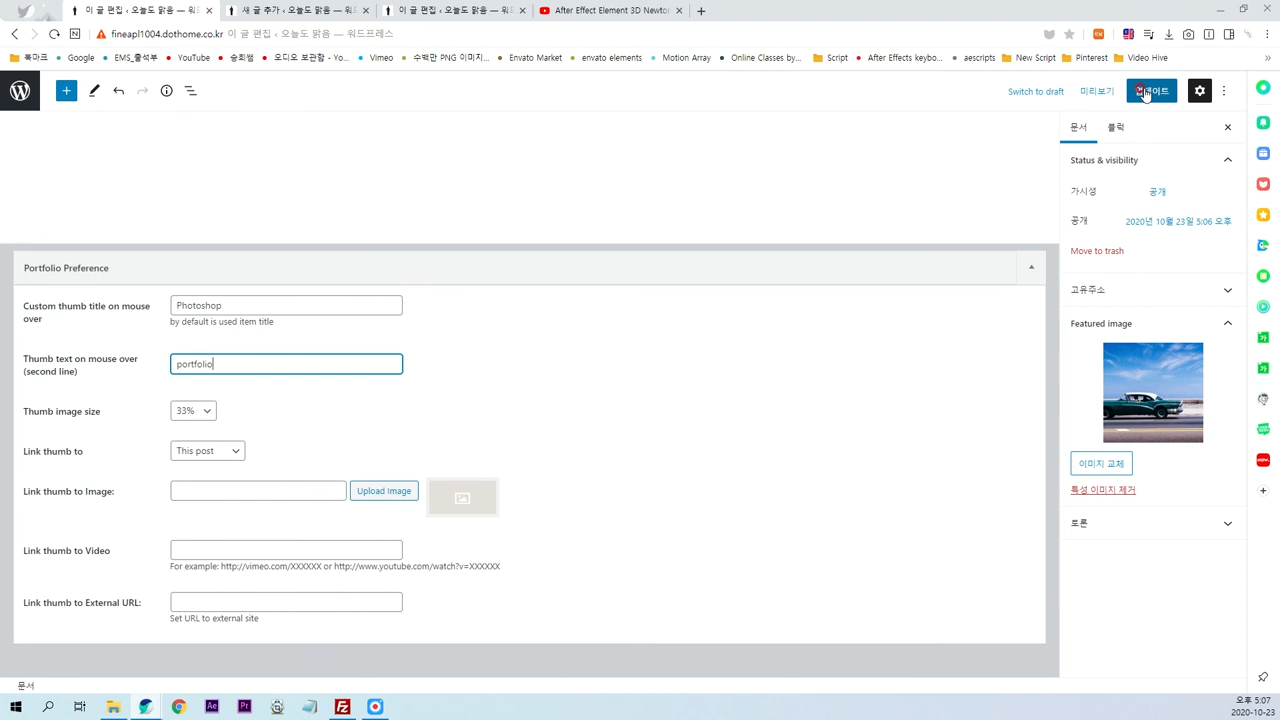 이 글 편집 ‹ 오늘도 맑음 — 워드
새 글 추가 ‹ 오늘도 맑음 — 워드
이 글 편집 ‹ 오늘도 맑음 — 워드
After Effect Element 3D Newton
fineapl1004.dothome.co.kr 이 글 편집 ‹ 오늘도 맑음 — 워드프레스
북마크
Google
EMS_출석부
YouTube
승희쌤
오디오 보관함 - Yo...
Vimeo
수백만 PNG 이미지...
Envato Market
envato elements
Motion Array
Online Classes by...
Script
After Effects keybo...
aescripts
New Script
Pinterest
Video Hive
Switch to draft
미리보기
문서
블럭
Status & visibility
가시성
공개
공개
2020년 10월 23일 5:06 오후
Move to trash
고유주소
Featured image
이미지 교체
특성 이미지 제거
토론
Portfolio Preference
Custom thumb title on mouse over
Photoshop
by default is used item title
Thumb text on mouse over (second line)
portfolio
Thumb image size
33%
Link thumb to
This post
Link thumb to Image:
Upload Image
Link thumb to Video
For example: http://vimeo.com/XXXXXX or http://www.youtube.com/watch?v=XXXXXX
Link thumb to External URL:
Set URL to external site
문서
오후 5:07
2020-10-23